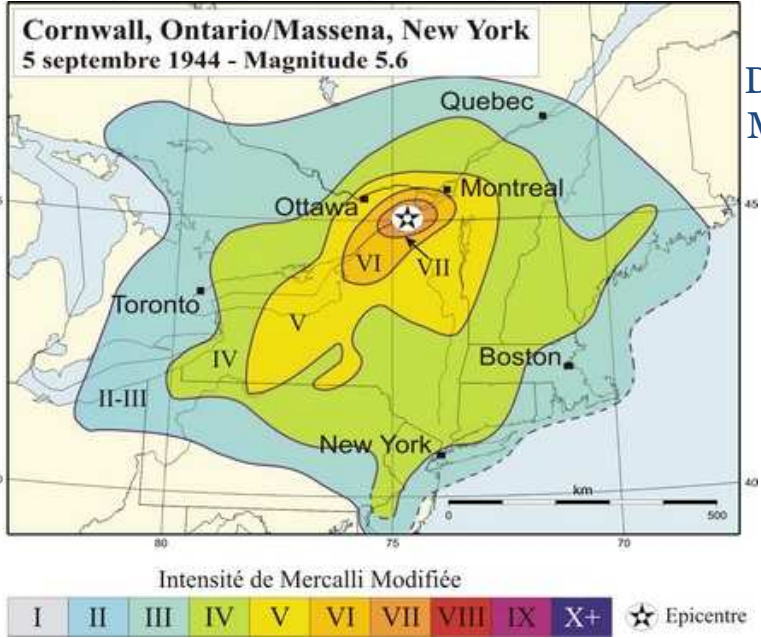 Cornwall, Ontario/Massena, New York
5 septembre 1944 - Magnitude 5.6
D
M
Quebec
Ottawa
Montreal
45
VI
VII
Toronto
V
IV
Boston
II-III
New York
40
km
0
500
80
75
70
Intensité de Mercalli Modifiée
I II III IV V VI VII VIII IX X+ Epicentre